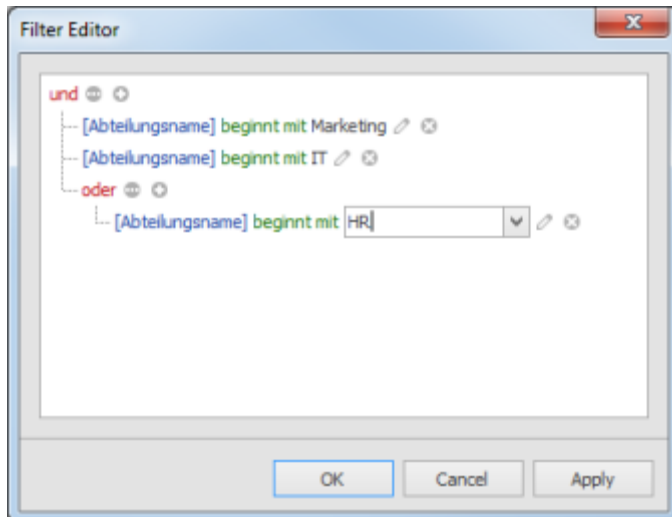 Filter Editor
und
[Abteilungsname] beginnt mit Marketing
[Abteilungsname] beginnt mit IT
oder
[Abteilungsname] beginnt mit HR
OK Cancel Apply